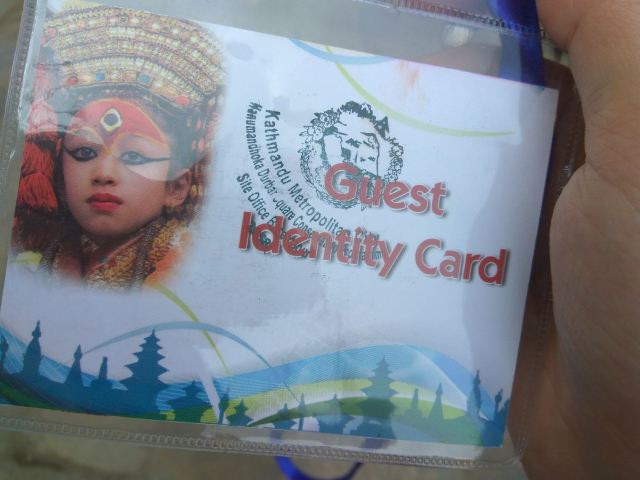 Kathmandu Metropolitan
Hanumandhoka Durbar Square
Site Office
Guest
Identity Card